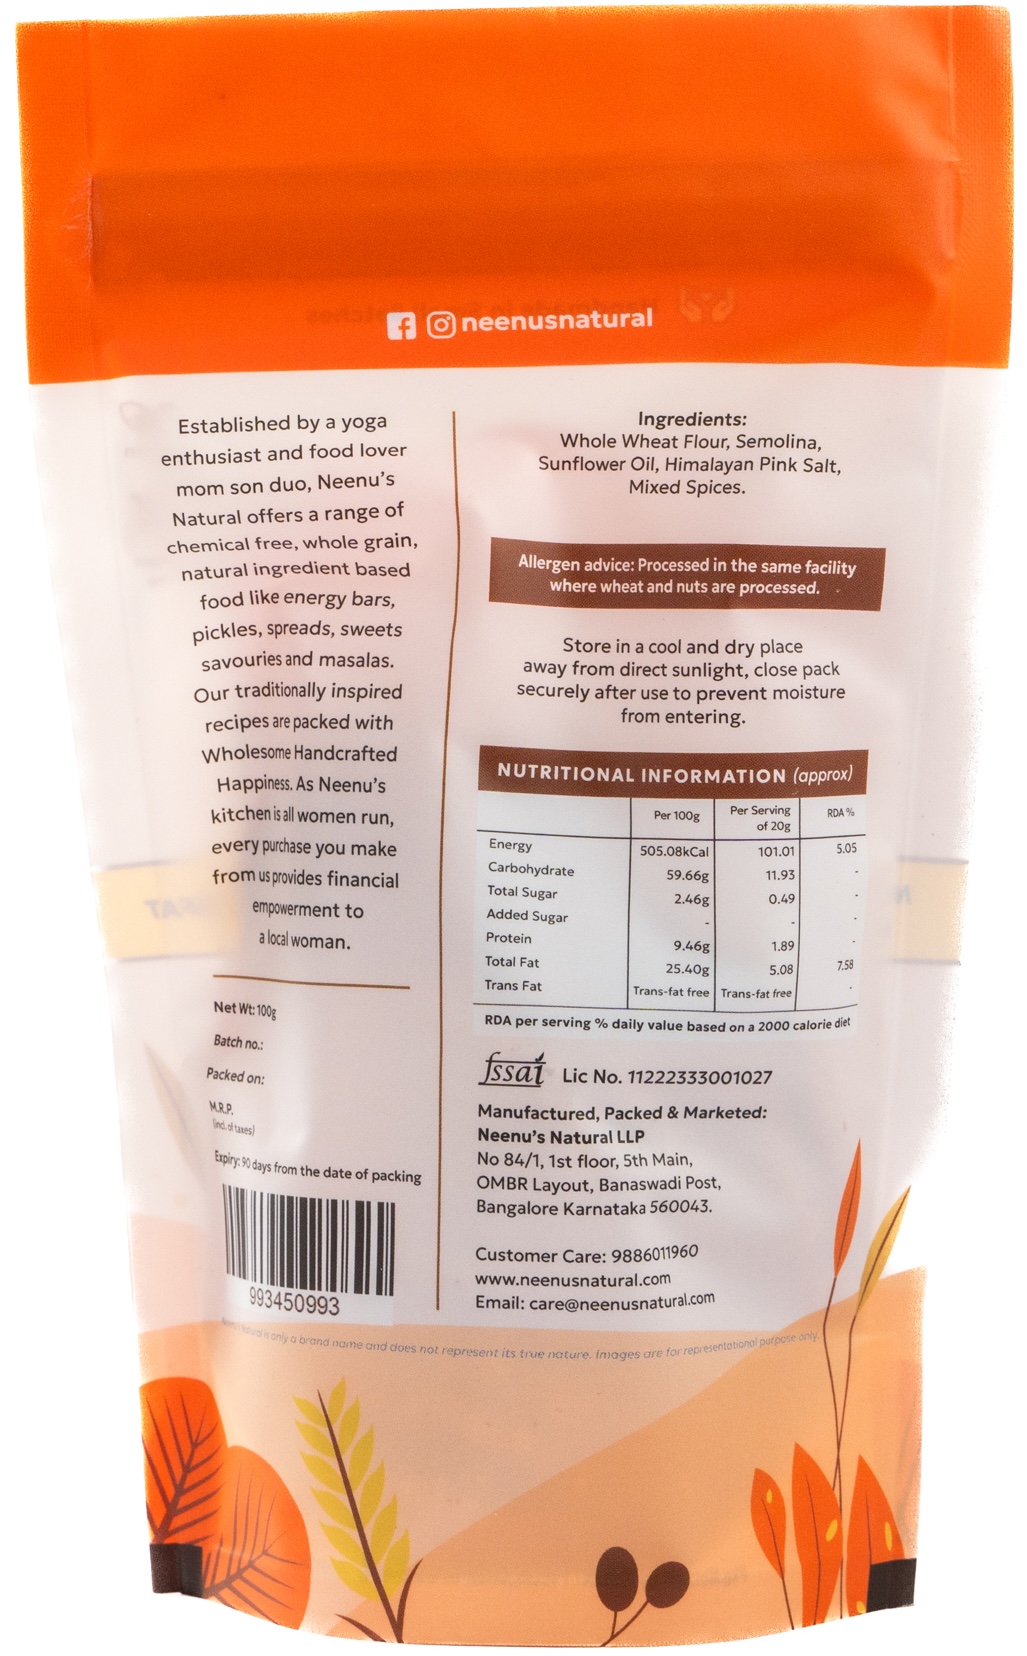 neenusnatural
Established by a yoga
enthusiast and food lover
mom son duo, Neenu's
Natural offers a range of
chemical free, whole grain,
natural ingredient based
food like energy bars,
pickles, spreads, sweets
savouries and masalas.
Our traditionally inspired
recipes are packed with
Wholesome Handcrafted
Happiness. As Neenu's
kitchen is all women run,
every purchase you make
from us provides financial
empowerment to
a local woman.
Net Wt: 100g
Batch no.:
Packed on:
M.R.P.
(incl. of taxes)
Expiry: 90 days from the date of packing
993450993
Ingredients:
Whole Wheat Flour, Semolina,
Sunflower Oil, Himalayan Pink Salt,
Mixed Spices.
Allergen advice: Processed in the same facility
where wheat and nuts are processed.
Store in a cool and dry place
away from direct sunlight, close pack
securely after use to prevent moisture
from entering.
NUTRITIONAL INFORMATION (approx)
Per 100g Per Serving of 20g RDA %
Energy 505.08kCal 101.01 5.05
Carbohydrate 59.66g 11.93 -
Total Sugar 2.46g 0.49 -
Added Sugar - - -
Protein 9.46g 1.89 -
Total Fat 25.40g 5.08 7.58
Trans Fat Trans-fat free Trans-fat free -
RDA per serving % daily value based on a 2000 calorie diet
fssai Lic No. 11222333001027
Manufactured, Packed & Marketed:
Neenu's Natural LLP
No 84/1, 1st floor, 5th Main,
OMBR Layout, Banaswadi Post,
Bangalore Karnataka 560043.
Customer Care: 9886011960
www.neenusnatural.com
Email: care@neenusnatural.com
Neenu's Natural is only a brand name and does not represent its true nature. Images are for representational purpose only.